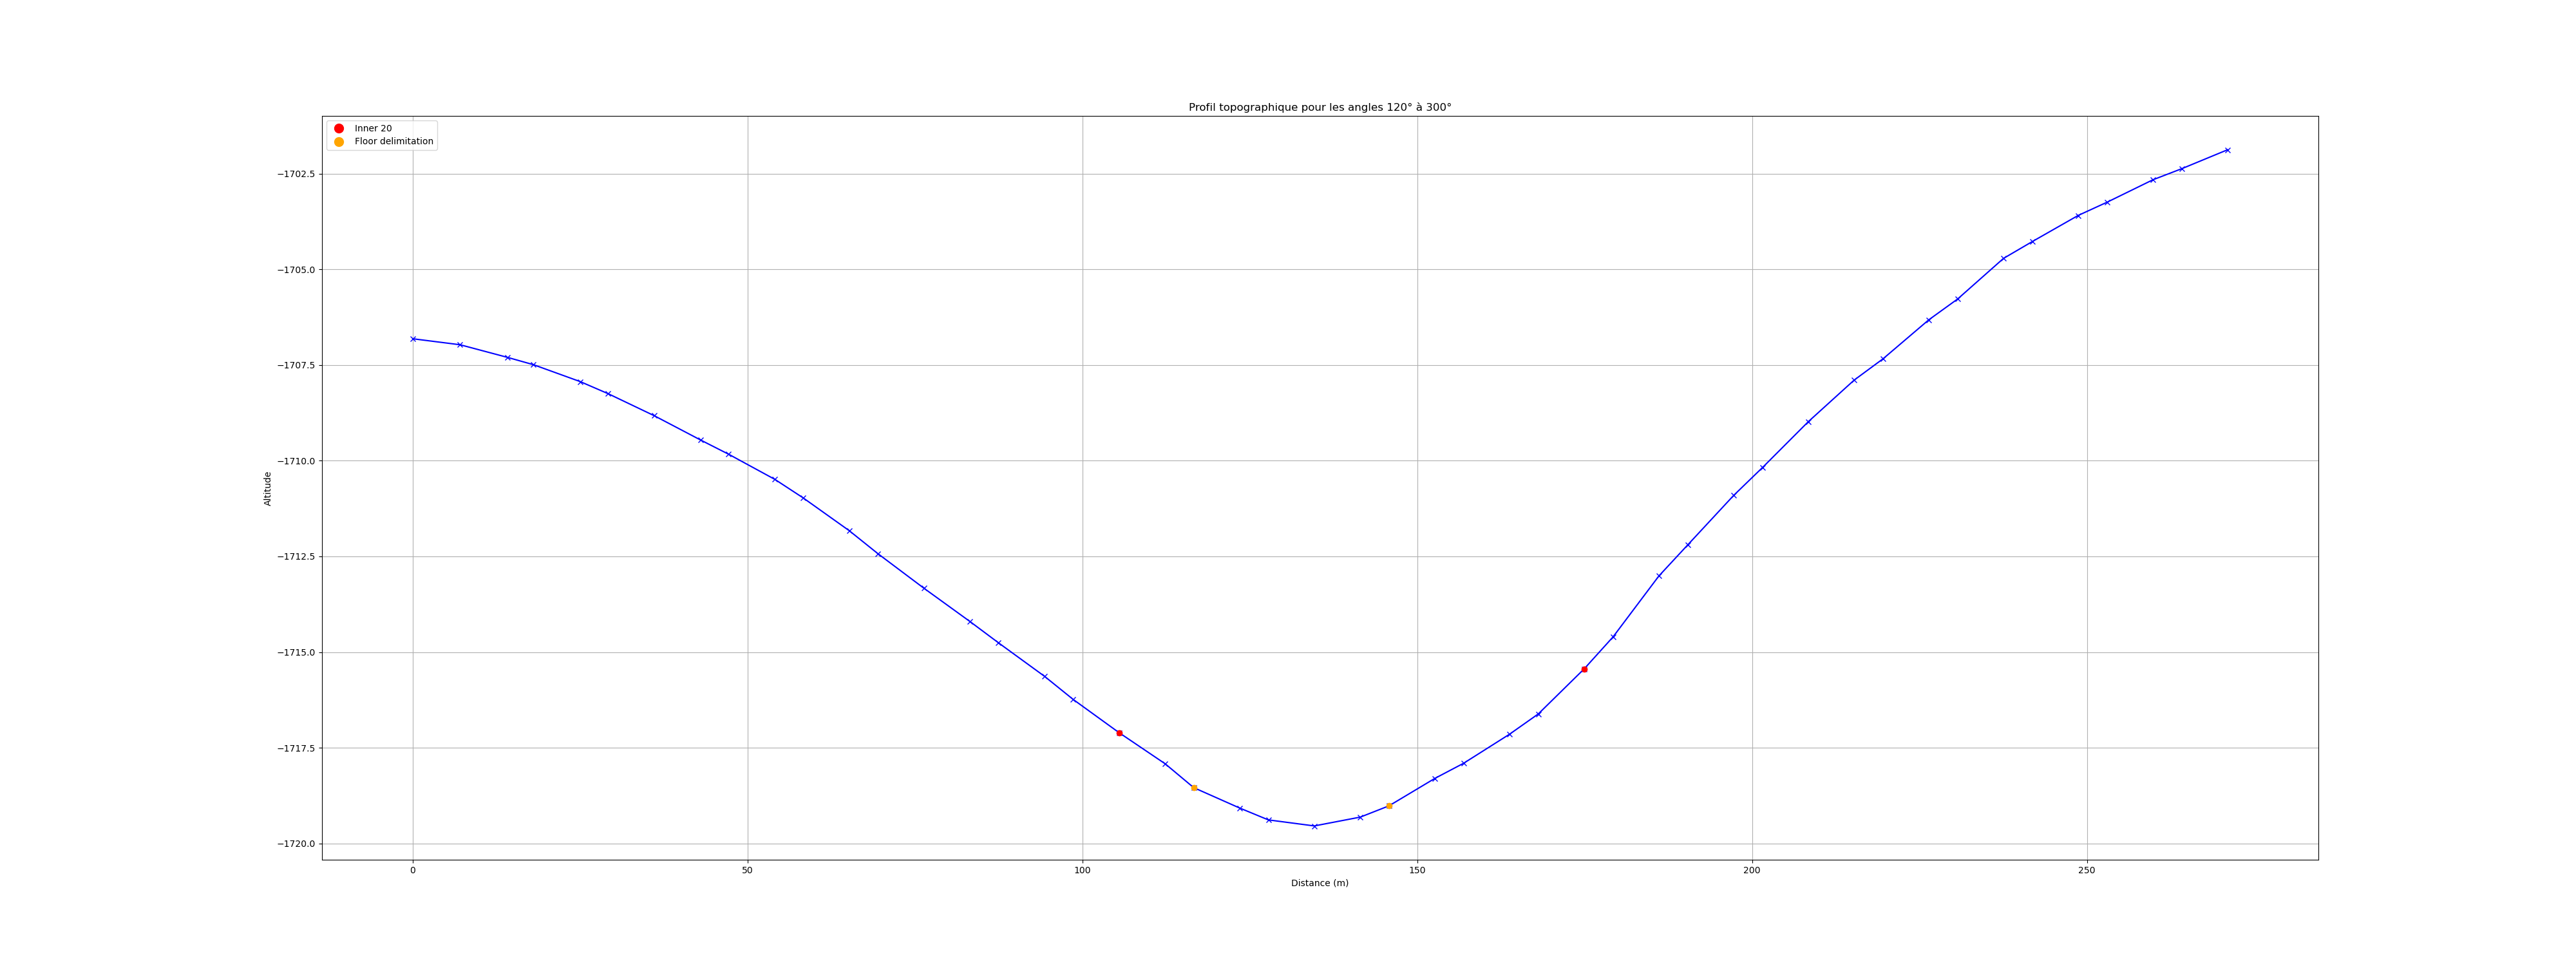 Profil topographique pour les angles 120° à 300°
Inner 20
Floor delimitation
−1702.5
−1705.0
−1707.5
−1710.0
−1712.5
−1715.0
−1717.5
−1720.0
Altitude
0 50 100 150 200 250
Distance (m)